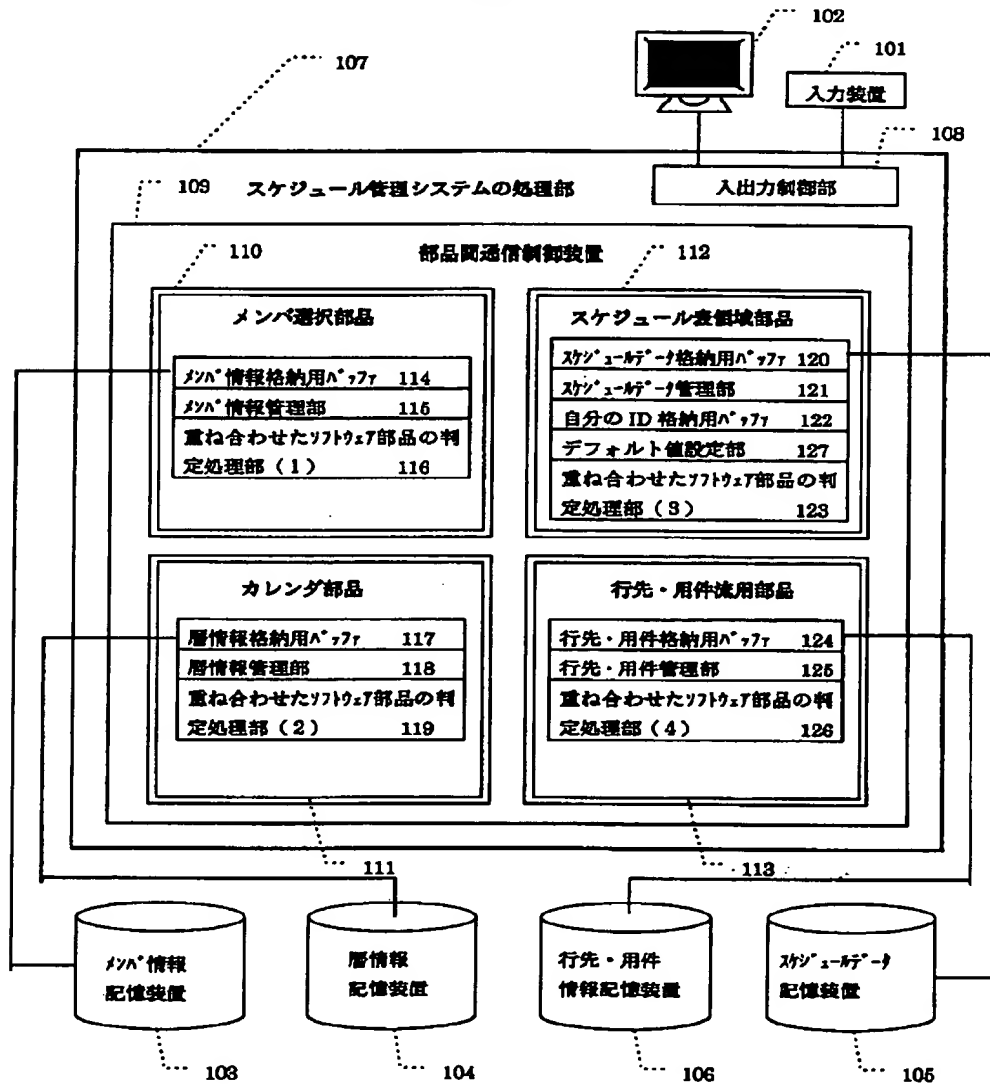 102
101
107
入力装置
108
109
スケジュール管理システムの処理部
入出力制御部
110
部品間通信制御装置
112
メンバ選択部品
メンバ情報格納用バッファ 114
メンバ情報管理部 115
重ね合わせたソフトウェア部品の判
定処理部（1） 116
スケジュール表領域部品
スケジュールデータ格納用バッファ 120
スケジュールデータ管理部 121
自分のID格納用バッファ 122
デフォルト値設定部 127
重ね合わせたソフトウェア部品の判
定処理部（3） 123
カレンダ部品
暦情報格納用バッファ 117
暦情報管理部 118
重ね合わせたソフトウェア部品の判
定処理部（2） 119
行先・用件流用部品
行先・用件格納用バッファ 124
行先・用件管理部 125
重ね合わせたソフトウェア部品の判
定処理部（4） 126
111
113
メンバ情報
記憶装置
暦情報
記憶装置
行先・用件
情報記憶装置
スケジュールデータ
記憶装置
103
104
106
105